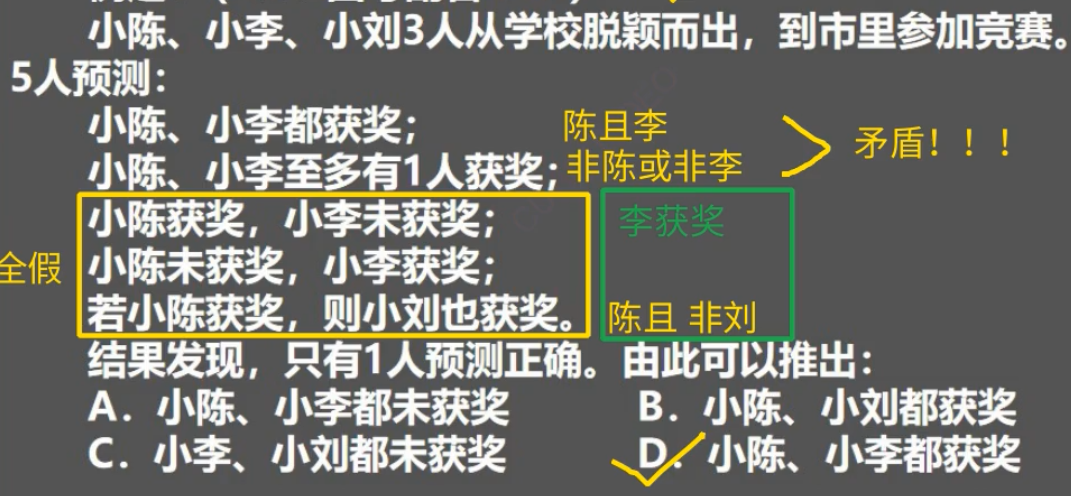 小陈、小李、小刘3人从学校脱颖而出，到市里参加竞赛。
5人预测：
小陈、小李都获奖； 陈且李
小陈、小李至多有1人获奖； 非陈或非李 矛盾！！！
小陈获奖，小李未获奖； 李获奖
全假 小陈未获奖，小李获奖；
若小陈获奖，则小刘也获奖。 陈且 非刘
结果发现，只有1人预测正确。由此可以推出：
A．小陈、小李都未获奖 B．小陈、小刘都获奖
C．小李、小刘都未获奖 D．小陈、小李都获奖